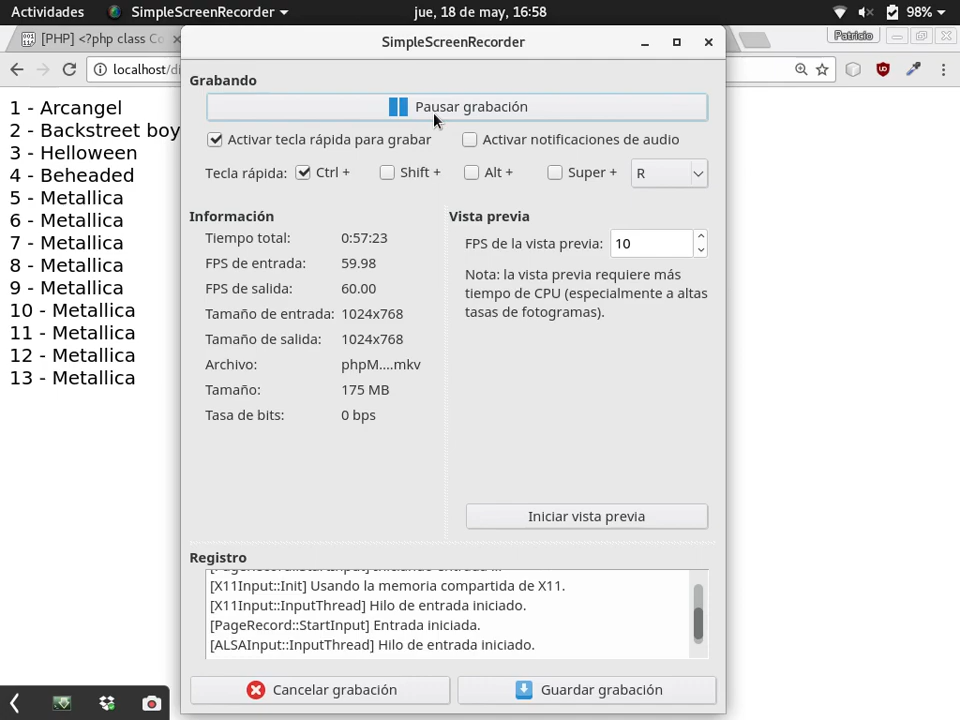 Actividades
SimpleScreenRecorder
jue, 18 de may, 16:58
98%
[PHP] <?php class Co
SimpleScreenRecorder
Patricio
localhost/di
1 - Arcangel
2 - Backstreet boy
3 - Helloween
4 - Beheaded
5 - Metallica
6 - Metallica
7 - Metallica
8 - Metallica
9 - Metallica
10 - Metallica
11 - Metallica
12 - Metallica
13 - Metallica
Grabando
Pausar grabación
Activar tecla rápida para grabar
Activar notificaciones de audio
Tecla rápida: Ctrl + Shift + Alt + Super + R
Información
Tiempo total: 0:57:23
FPS de entrada: 59.98
FPS de salida: 60.00
Tamaño de entrada: 1024x768
Tamaño de salida: 1024x768
Archivo: phpM....mkv
Tamaño: 175 MB
Tasa de bits: 0 bps
Vista previa
FPS de la vista previa: 10
Nota: la vista previa requiere más
tiempo de CPU (especialmente a altas
tasas de fotogramas).
Iniciar vista previa
Registro
[PageRecord::StartInput] Iniciando entrada ...
[X11Input::Init] Usando la memoria compartida de X11.
[X11Input::InputThread] Hilo de entrada iniciado.
[PageRecord::StartInput] Entrada iniciada.
[ALSAInput::InputThread] Hilo de entrada iniciado.
Cancelar grabación
Guardar grabación